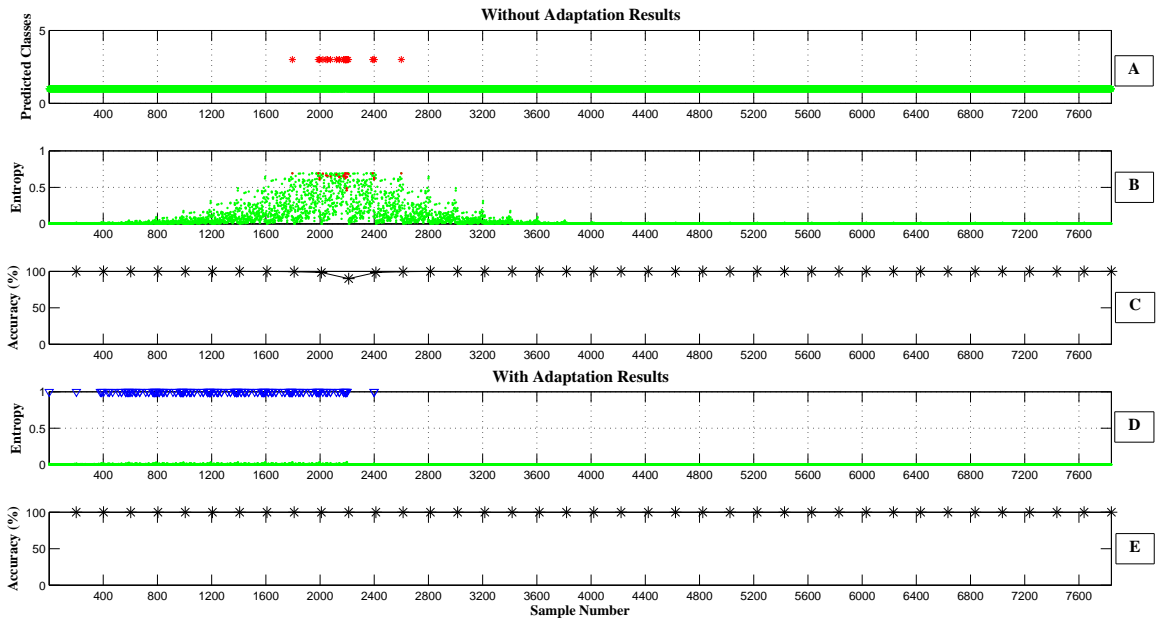 Without Adaptation Results
Predicted Classes
5
0
400 800 1200 1600 2000 2400 2800 3200 3600 4000 4400 4800 5200 5600 6000 6400 6800 7200 7600
A
Entropy
1
0.5
0
400 800 1200 1600 2000 2400 2800 3200 3600 4000 4400 4800 5200 5600 6000 6400 6800 7200 7600
B
Accuracy (%)
100
50
0
400 800 1200 1600 2000 2400 2800 3200 3600 4000 4400 4800 5200 5600 6000 6400 6800 7200 7600
C
With Adaptation Results
Entropy
1
0.5
0
400 800 1200 1600 2000 2400 2800 3200 3600 4000 4400 4800 5200 5600 6000 6400 6800 7200 7600
D
Accuracy (%)
100
50
0
400 800 1200 1600 2000 2400 2800 3200 3600 4000 4400 4800 5200 5600 6000 6400 6800 7200 7600
E
Sample Number